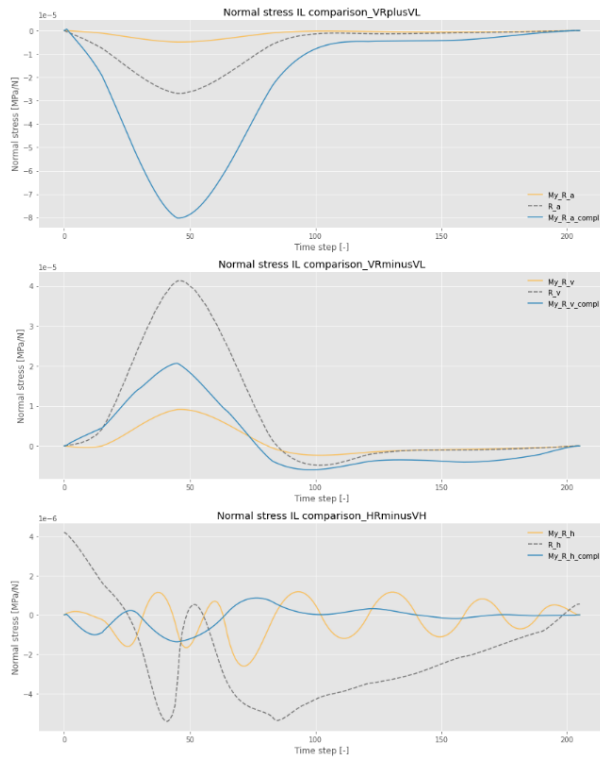 Normal stress IL comparison_VRplusVL
1e−5
0
−1
−2
−3
−4
−5
−6
−7
−8
Normal stress [MPa/N]
My_R_a
R_a
My_R_a_compl
0 50 100 150 200
Time step [-]
Normal stress IL comparison_VRminusVL
1e−5
4
3
2
1
0
Normal stress [MPa/N]
My_R_v
R_v
My_R_v_compl
0 50 100 150 200
Time step [-]
Normal stress IL comparison_HRminusVH
1e−6
4
2
0
−2
−4
Normal stress [MPa/N]
My_R_h
R_h
My_R_h_compl
0 50 100 150 200
Time step [-]